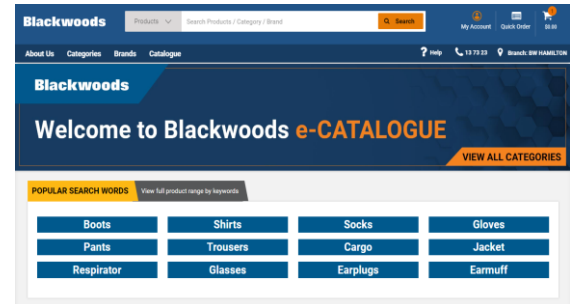 Blackwoods
Products
Search Products / Category / Brand
Search
My Account
Quick Order
$0.00
About Us Categories Brands Catalogue
? Help
13 73 23
Branch: BW HAMILTON
Blackwoods
Welcome to Blackwoods e-CATALOGUE
VIEW ALL CATEGORIES
POPULAR SEARCH WORDS
View full product range by keywords
Boots Shirts Socks Gloves
Pants Trousers Cargo Jacket
Respirator Glasses Earplugs Earmuff